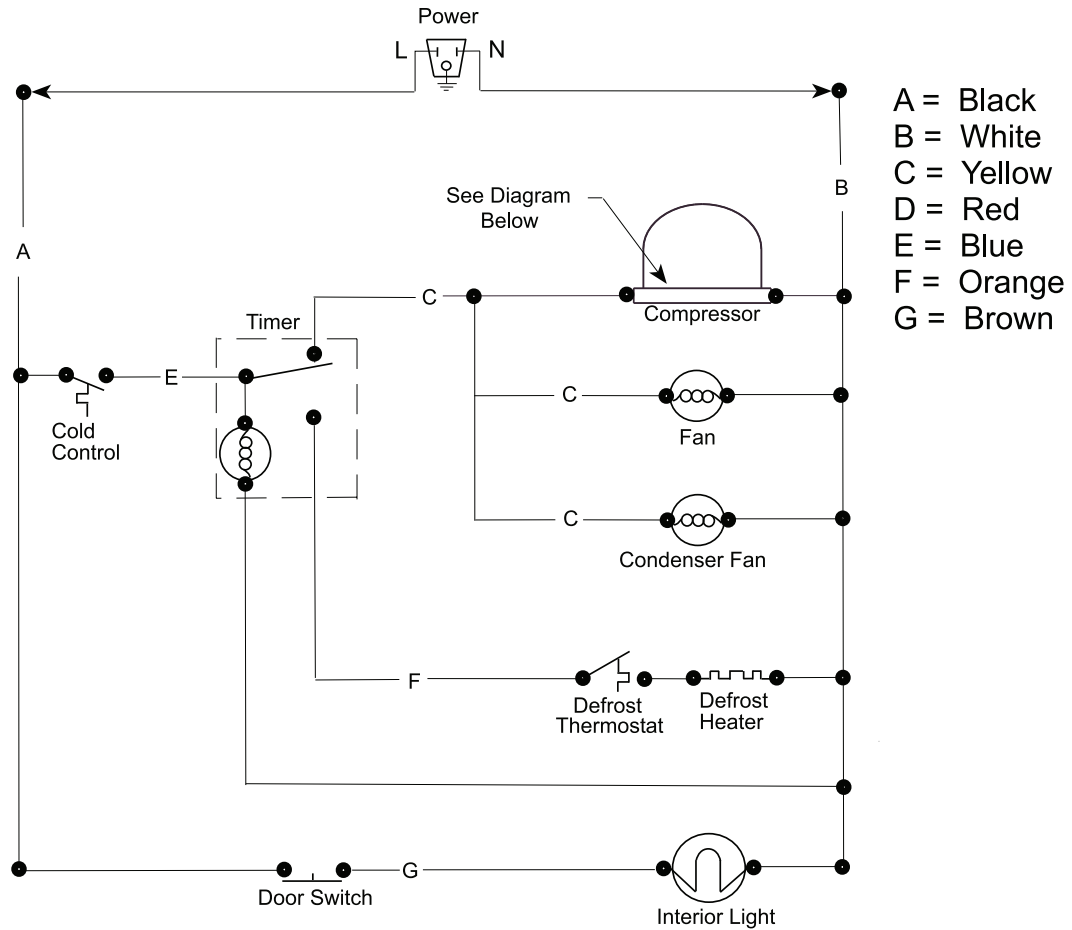 Power
L
N
A = Black
B = White
C = Yellow
D = Red
E = Blue
F = Orange
G = Brown
B
See Diagram
Below
A
C
Compressor
Timer
E
C
Cold
Control
Fan
C
Condenser Fan
F
Defrost
Thermostat
Defrost
Heater
Door Switch
G
Interior Light